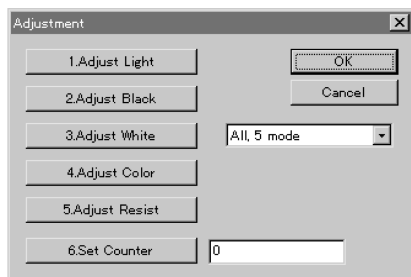 Adjustment
1.Adjust Light
OK
2.Adjust Black
Cancel
3.Adjust White
All, 5 mode
4.Adjust Color
5.Adjust Resist
6.Set Counter
0